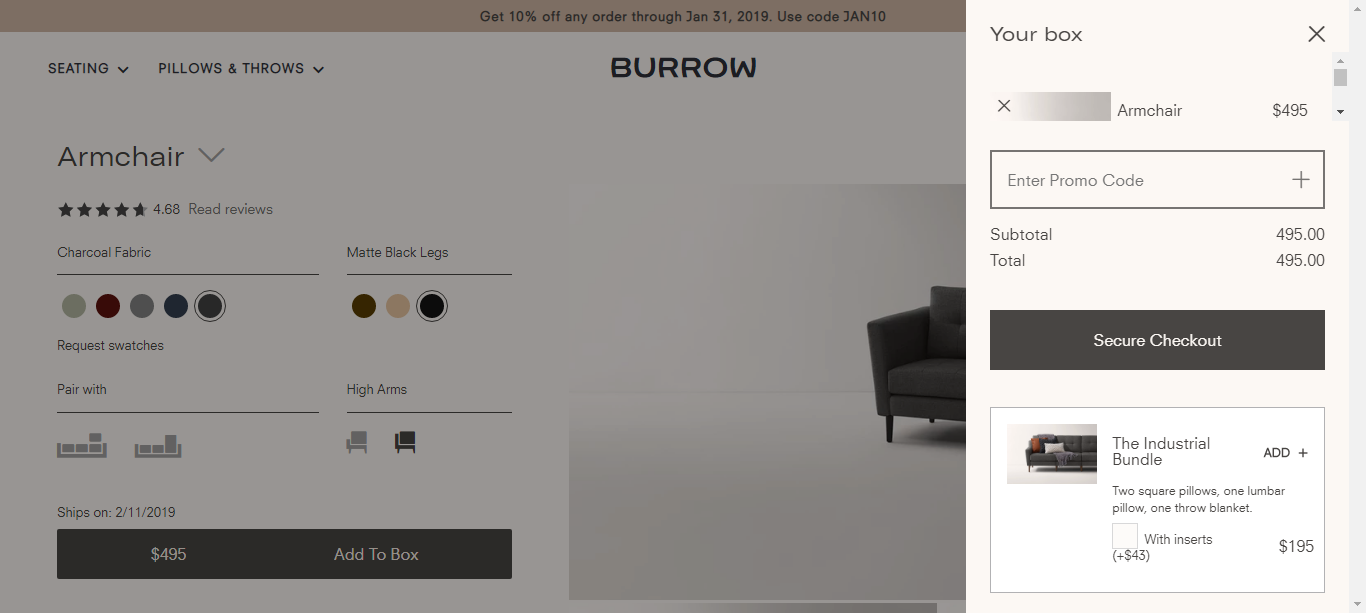 Get 10% off any order through Jan 31, 2019. Use code JAN10
SEATING
PILLOWS & THROWS
BURROW
Armchair
4.68 Read reviews
Charcoal Fabric
Matte Black Legs
Request swatches
Pair with
High Arms
Ships on: 2/11/2019
$495
Add To Box
Your box
Armchair
$495
Enter Promo Code
Subtotal
495.00
Total
495.00
Secure Checkout
The Industrial
Bundle
ADD +
Two square pillows, one lumbar
pillow, one throw blanket.
With inserts
(+$43)
$195